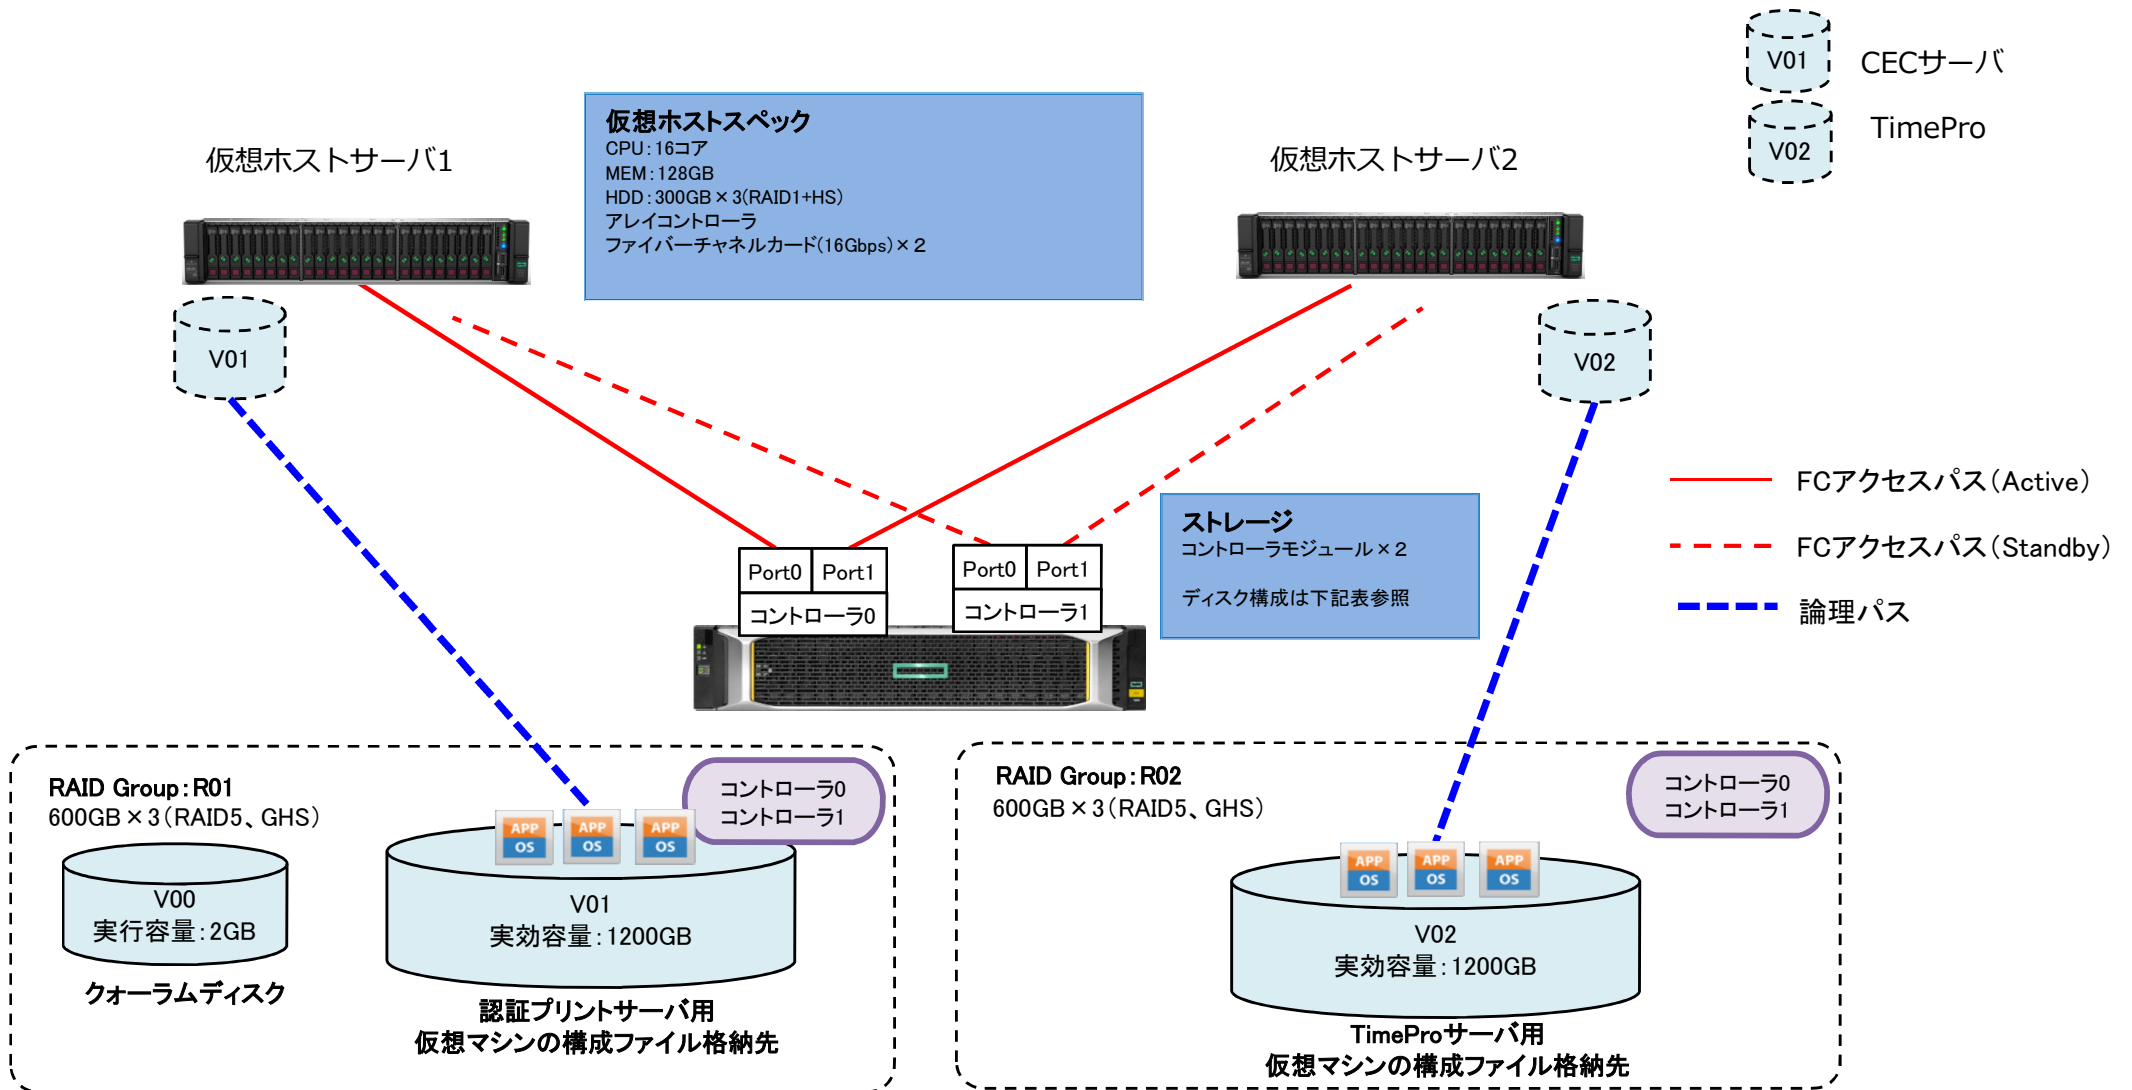 V01
CECサーバ
V02
TimePro
仮想ホストサーバ1
仮想ホストスペック
CPU：16コア
MEM：128GB
HDD：300GB×3(RAID1+HS)
アレイコントローラ
ファイバーチャネルカード(16Gbps)×2
仮想ホストサーバ2
V01
V02
FCアクセスパス（Active）
FCアクセスパス（Standby）
論理パス
ストレージ
コントローラモジュール×2
ディスク構成は下記表参照
Port0 Port1
コントローラ0
Port0 Port1
コントローラ1
RAID Group：R01
600GB×3（RAID5、GHS）
コントローラ0
コントローラ1
APP
OS
APP
OS
APP
OS
V00
実行容量：2GB
クォーラムディスク
V01
実効容量：1200GB
認証プリントサーバ用
仮想マシンの構成ファイル格納先
RAID Group：R02
600GB×3（RAID5、GHS）
コントローラ0
コントローラ1
APP
OS
APP
OS
APP
OS
V02
実効容量：1200GB
TimeProサーバ用
仮想マシンの構成ファイル格納先